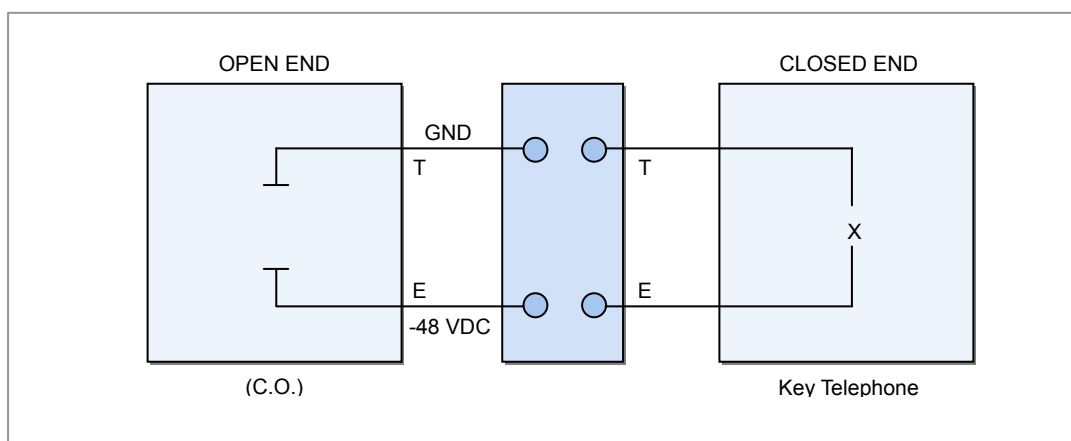 OPEN END
CLOSED END
GND
T
T
X
E
E
-48 VDC
(C.O.)
Key Telephone